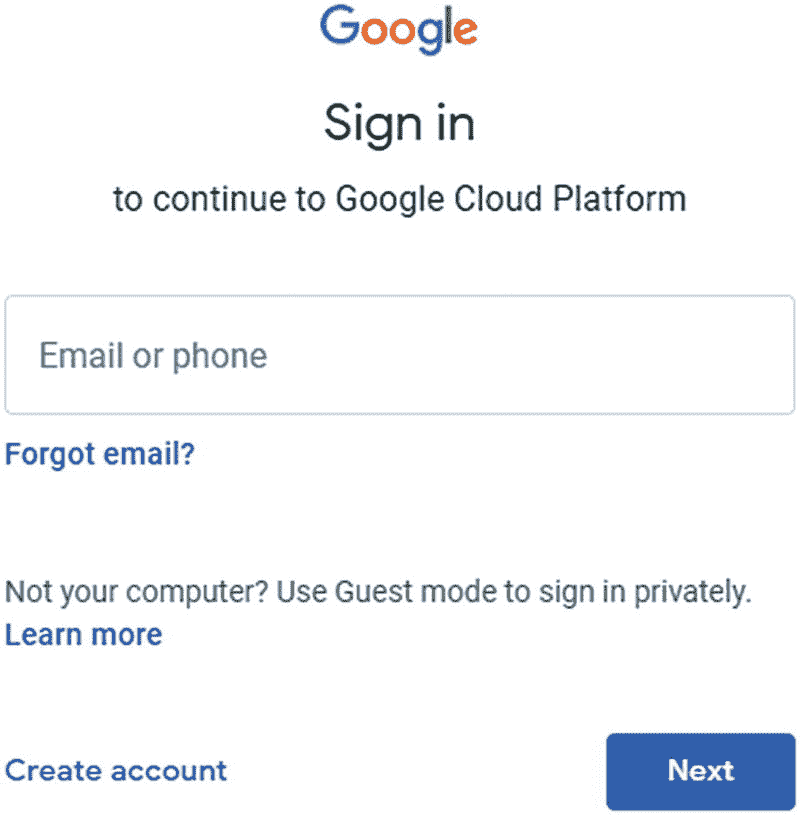 Google
Sign in
to continue to Google Cloud Platform
Email or phone
Forgot email?
Not your computer? Use Guest mode to sign in privately.
Learn more
Create account
Next